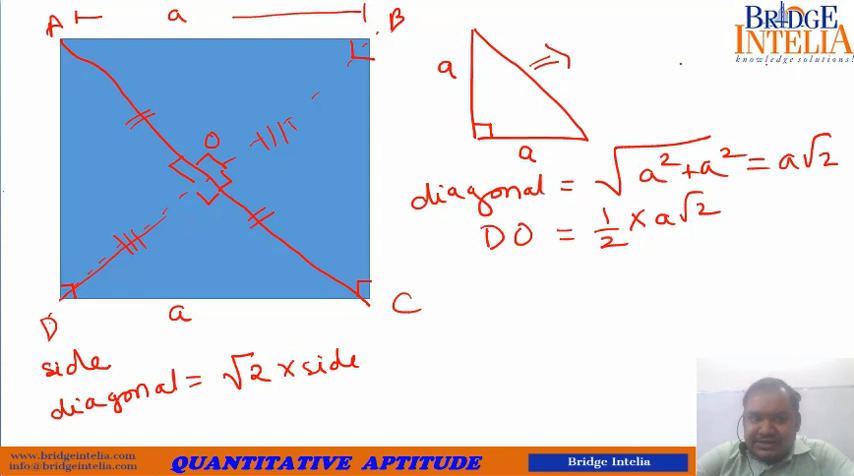 A a B
BRIDGE
INTELIA
knowledge solutions!
a
O
a
diagonal = √a² + a² = a√2
DO = 1/2 × a√2
D a C
side
diagonal = √2 × side
www.bridgeintelia.com
info@bridgeintelia.com
QUANTITATIVE APTITUDE
Bridge Intelia